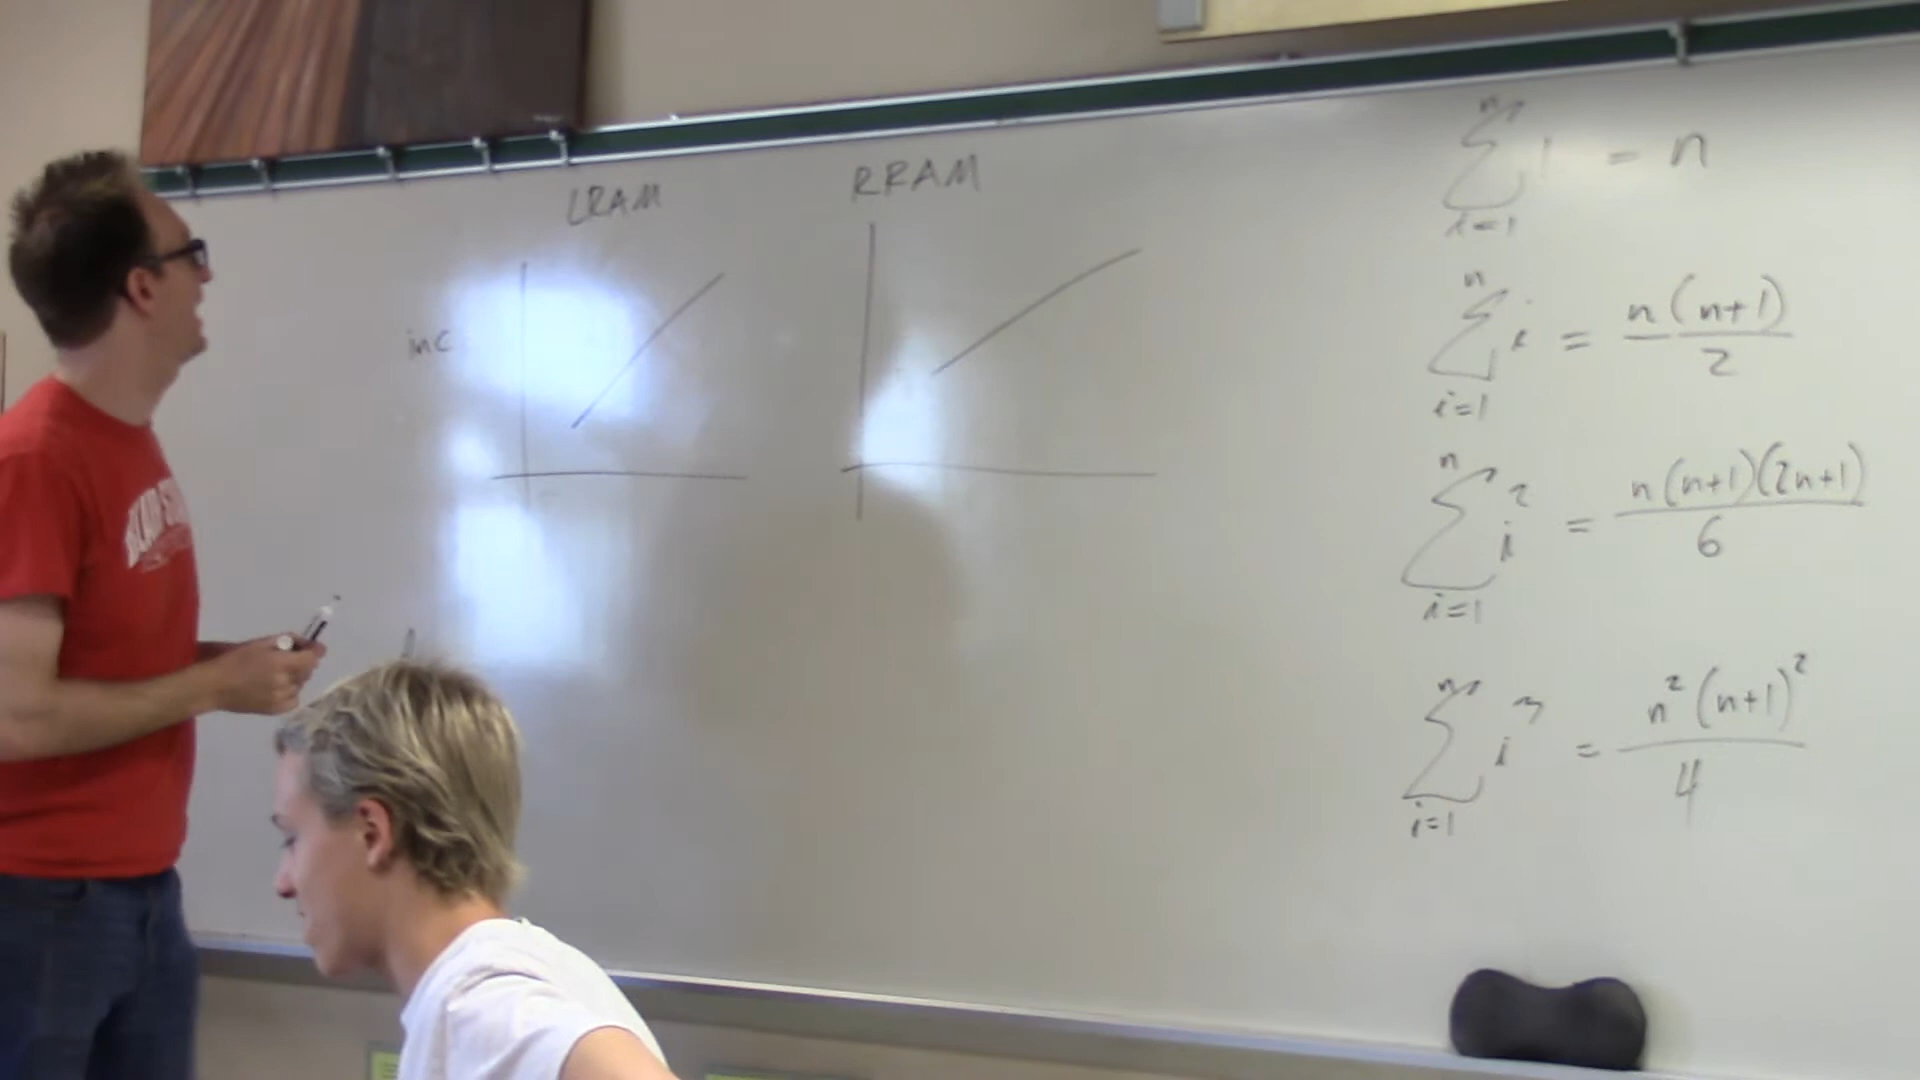 LRAM RRAM
inc
n
∑ 1 = n
i=1
n
∑ i = n(n+1)/2
i=1
n
∑ i² = n(n+1)(2n+1)/6
i=1
n
∑ i³ = n²(n+1)²/4
i=1